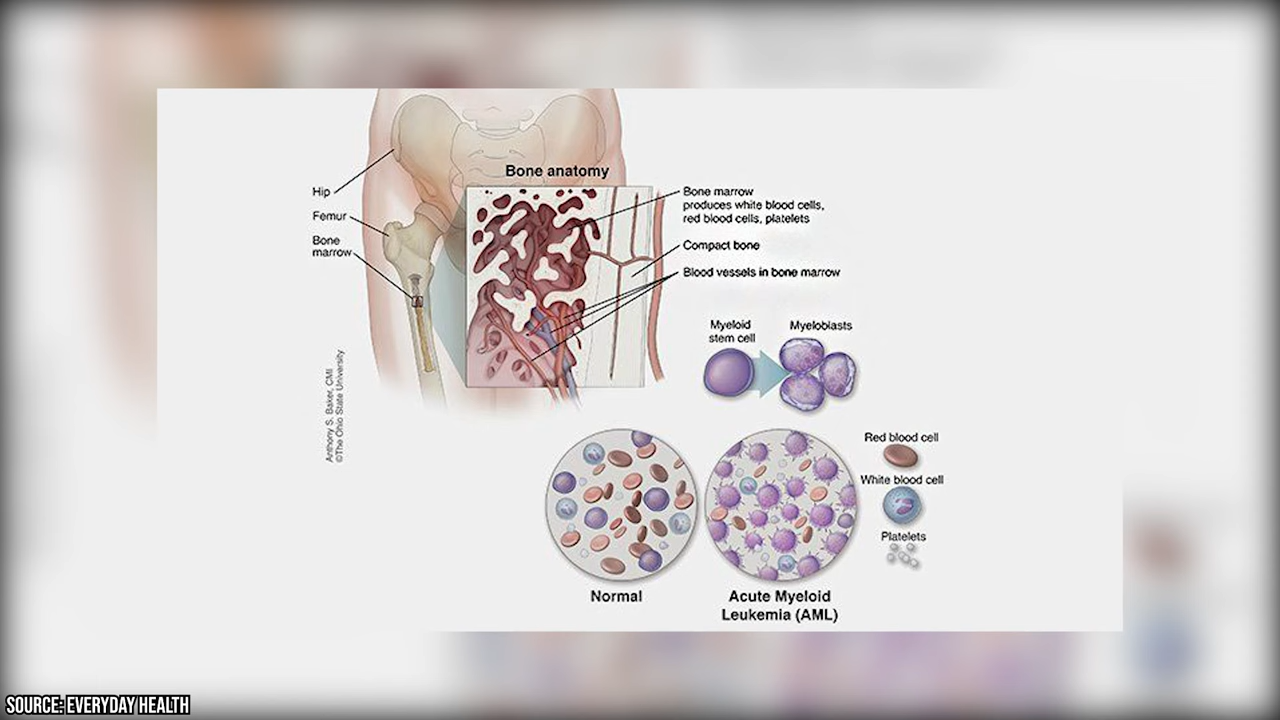 Bone anatomy
Hip
Femur
Bone
marrow
Bone marrow
produces white blood cells,
red blood cells, platelets
Compact bone
Blood vessels in bone marrow
Myeloid
stem cell
Myeloblasts
Anthony S. Baker, CMI
©The Ohio State University
Red blood cell
White blood cell
Platelets
Normal
Acute Myeloid
Leukemia (AML)
SOURCE: EVERYDAY HEALTH